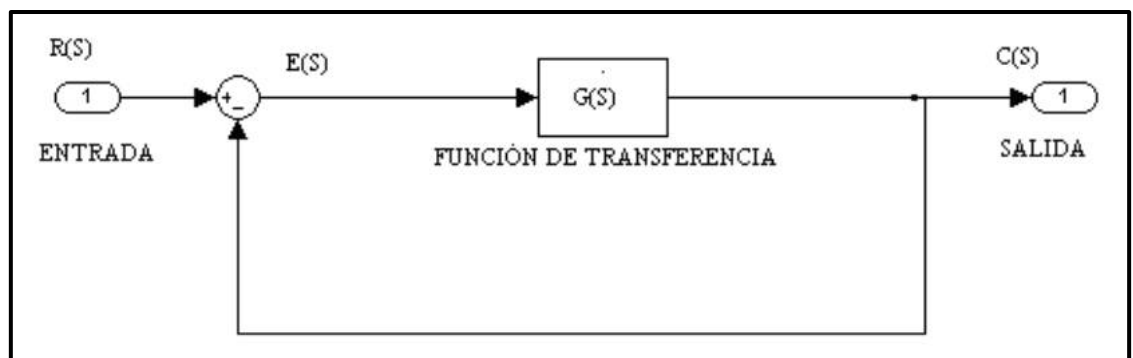 R(S)
E(S)
C(S)
1
+
-
G(S)
1
ENTRADA
FUNCIÓN DE TRANSFERENCIA
SALIDA